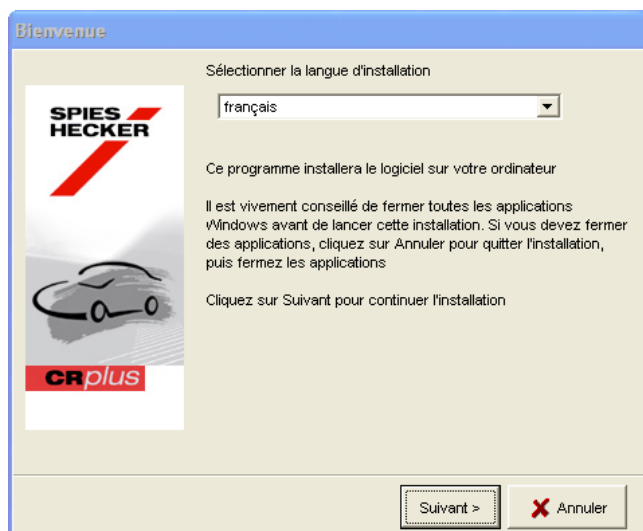 Bienvenue
Sélectionner la langue d'installation
français
SPIES
HECKER
Ce programme installera le logiciel sur votre ordinateur
Il est vivement conseillé de fermer toutes les applications
Windows avant de lancer cette installation. Si vous devez fermer
des applications, cliquez sur Annuler pour quitter l'installation,
puis fermez les applications
Cliquez sur Suivant pour continuer l'installation
CRplus
Suivant >
Annuler